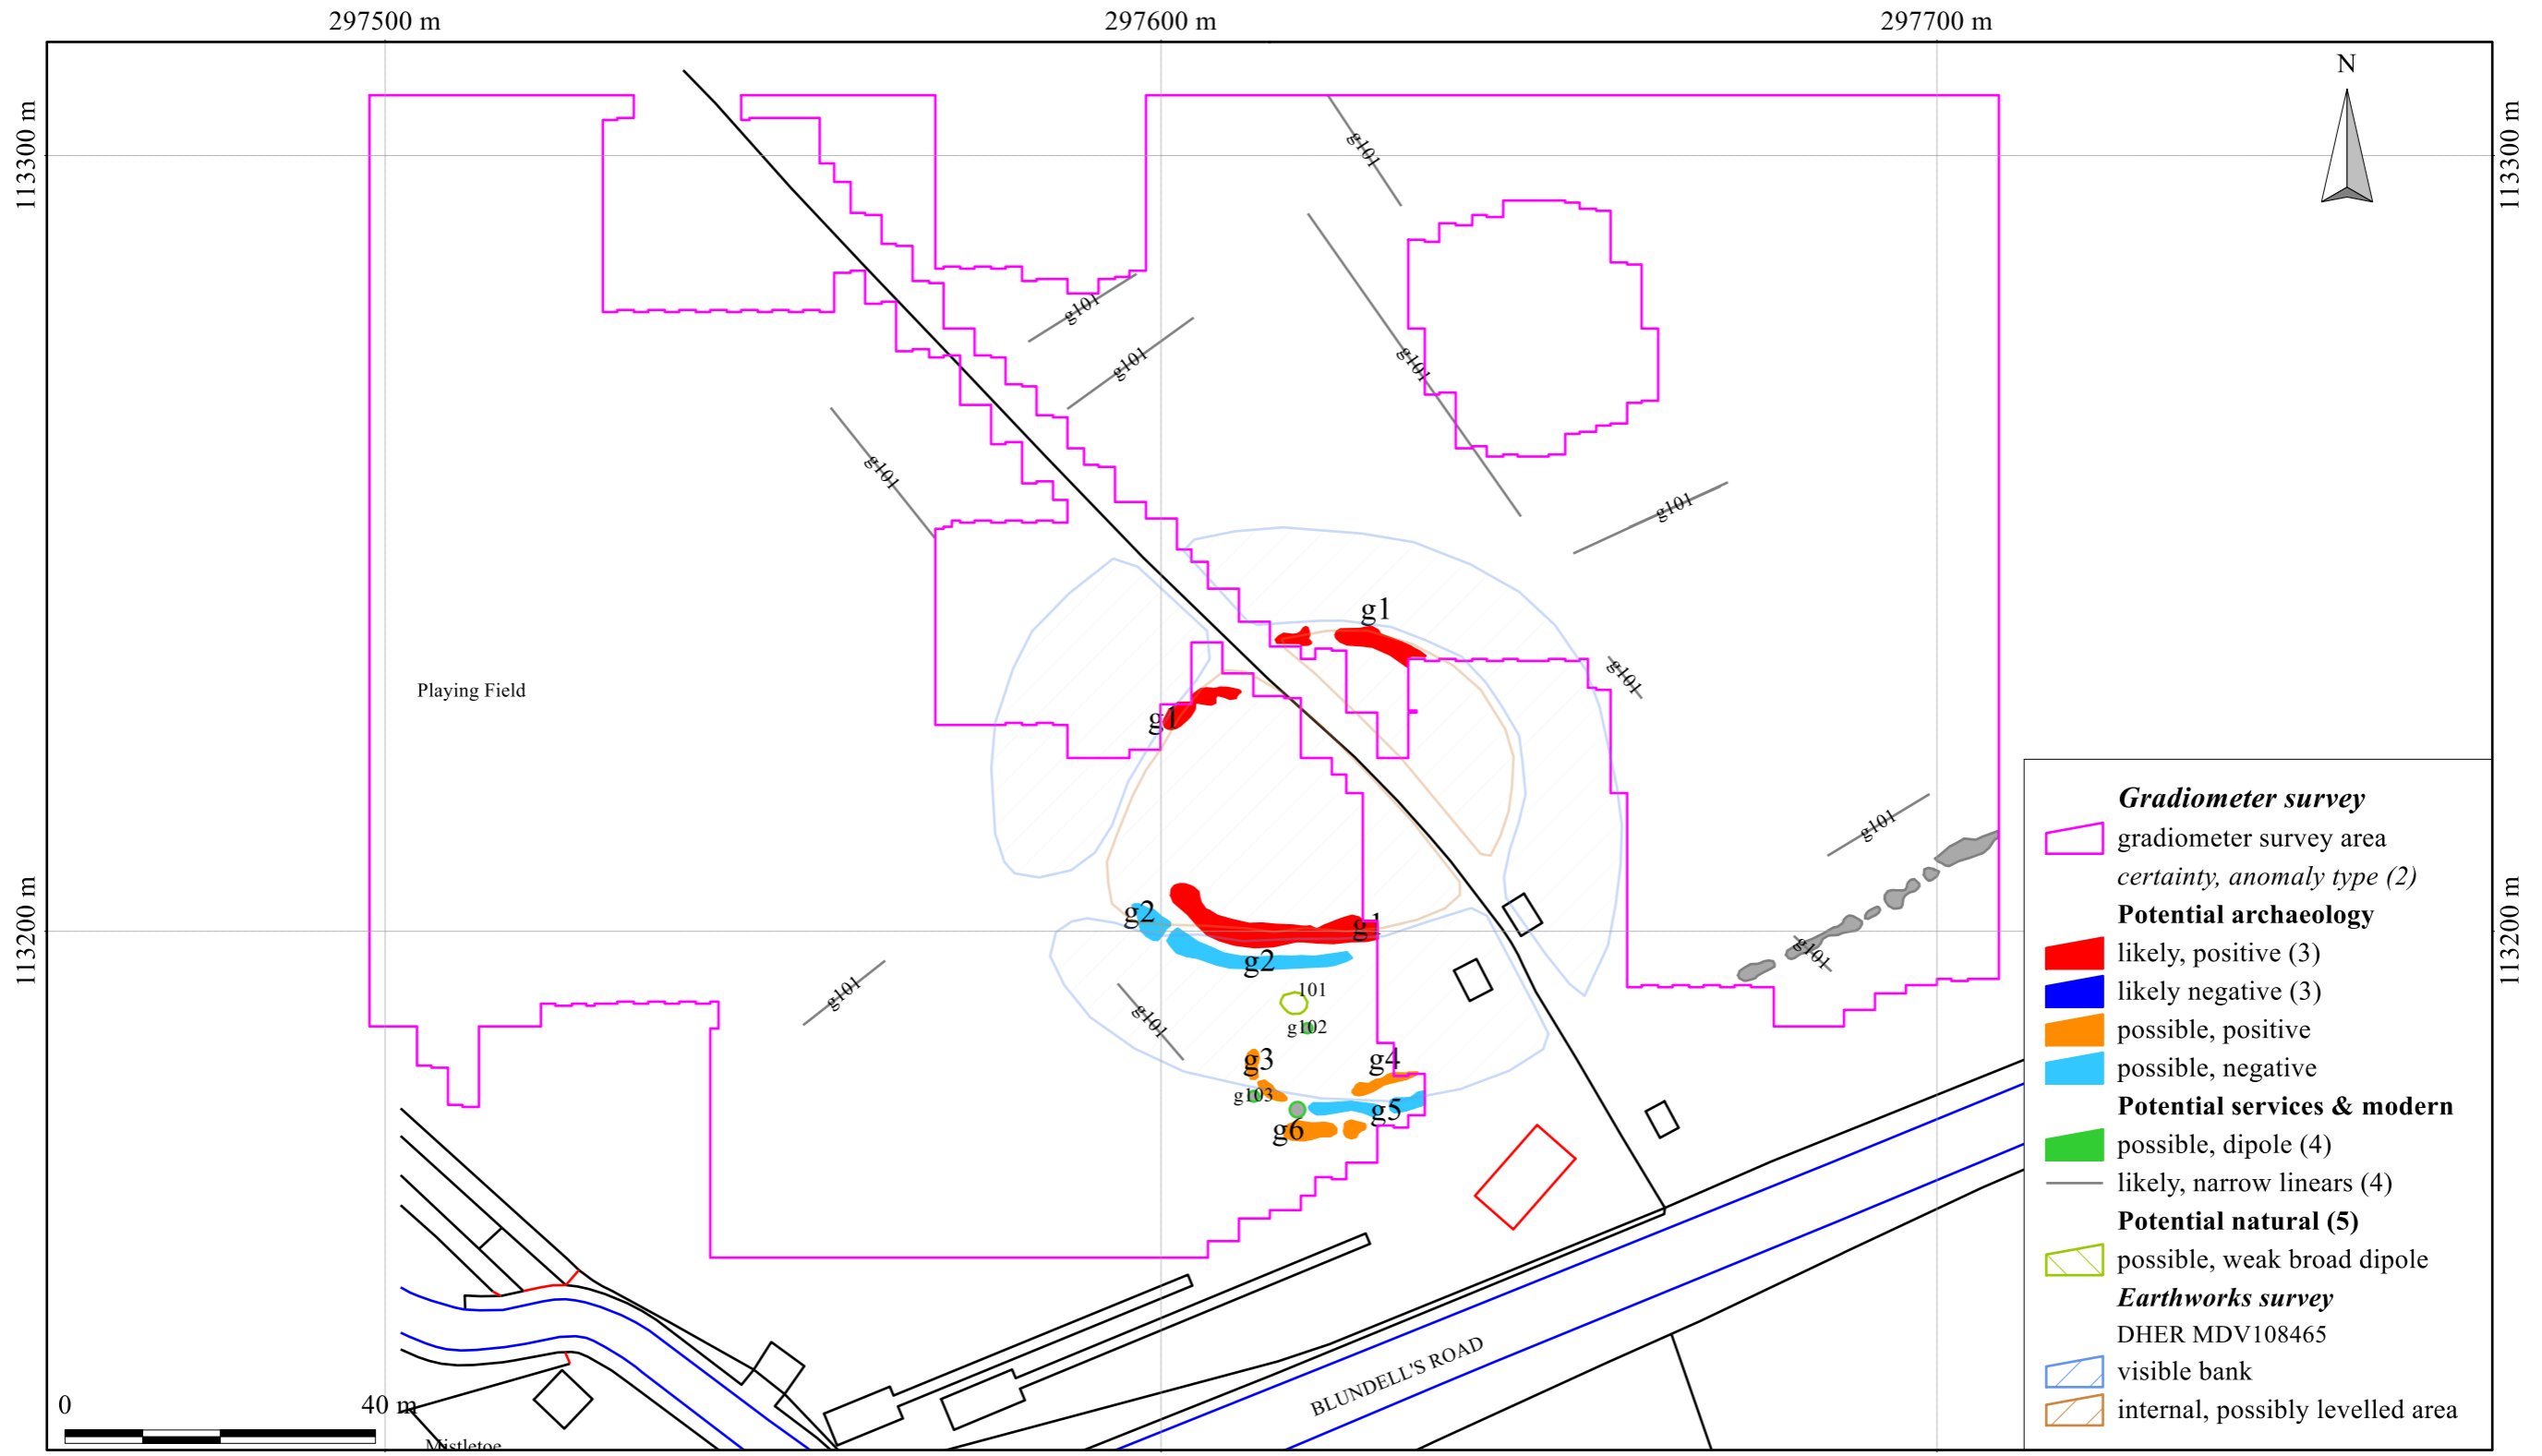 297500 m
297600 m
297700 m
113300 m
113300 m
N
g101
g101
g101
g101
g101
g101
g1
g101
Playing Field
g1
g101
g2
g1
g2
g101
g101
101
g102
g101
g3
g4
g103
g5
g6
113200 m
113200 m
Gradiometer survey
gradiometer survey area
certainty, anomaly type (2)
Potential archaeology
likely, positive (3)
likely negative (3)
possible, positive
possible, negative
Potential services & modern
possible, dipole (4)
likely, narrow linears (4)
Potential natural (5)
possible, weak broad dipole
Earthworks survey
DHER MDV108465
visible bank
internal, possibly levelled area
BLUNDELL'S ROAD
0
40 m
Mistletoe